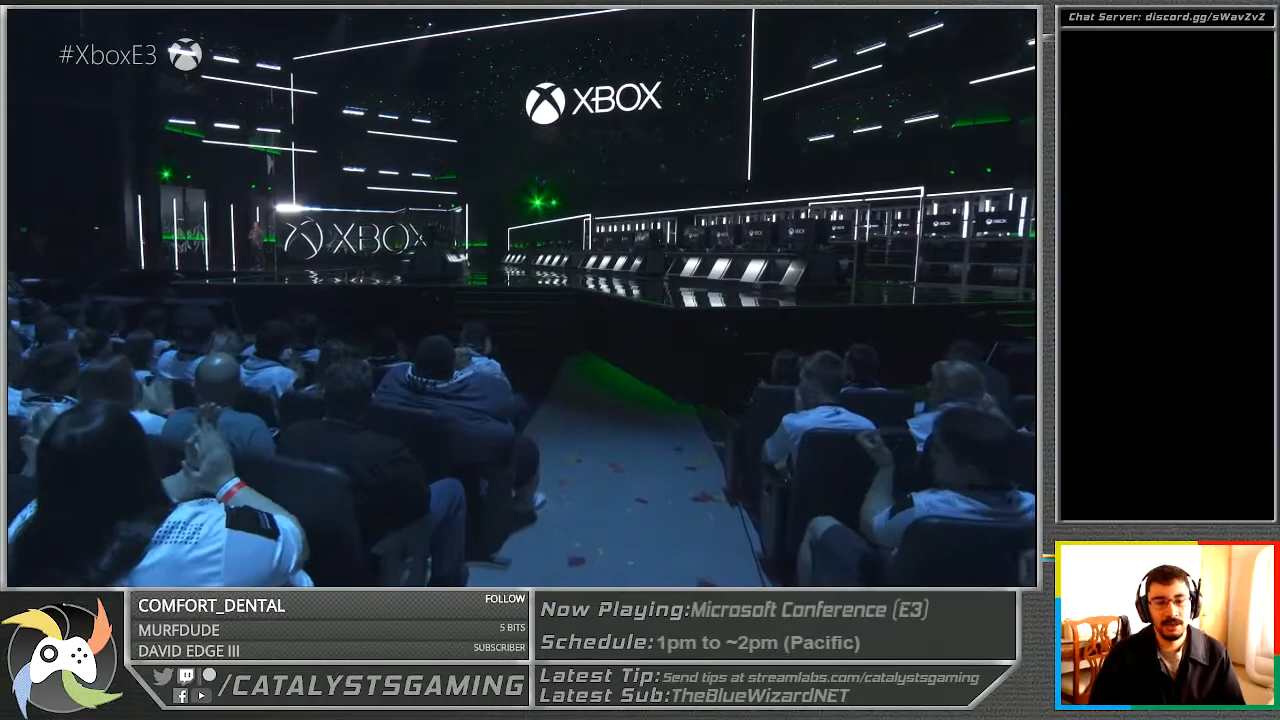 Chat Server: discord.gg/sWavZvZ
#XboxE3
XBOX
XBOX
COMFORT_DENTAL FOLLOW
MURFDUDE 5 BITS
DAVID EDGE III SUBSCRIBER
/CATALYSTSGAMING
Now Playing:Microsoft Conference (E3)
Schedule:1pm to ~2pm (Pacific)
Latest Tip:Send tips at streamlabs.com/catalystsgaming
Latest Sub:TheBlueWizardNET